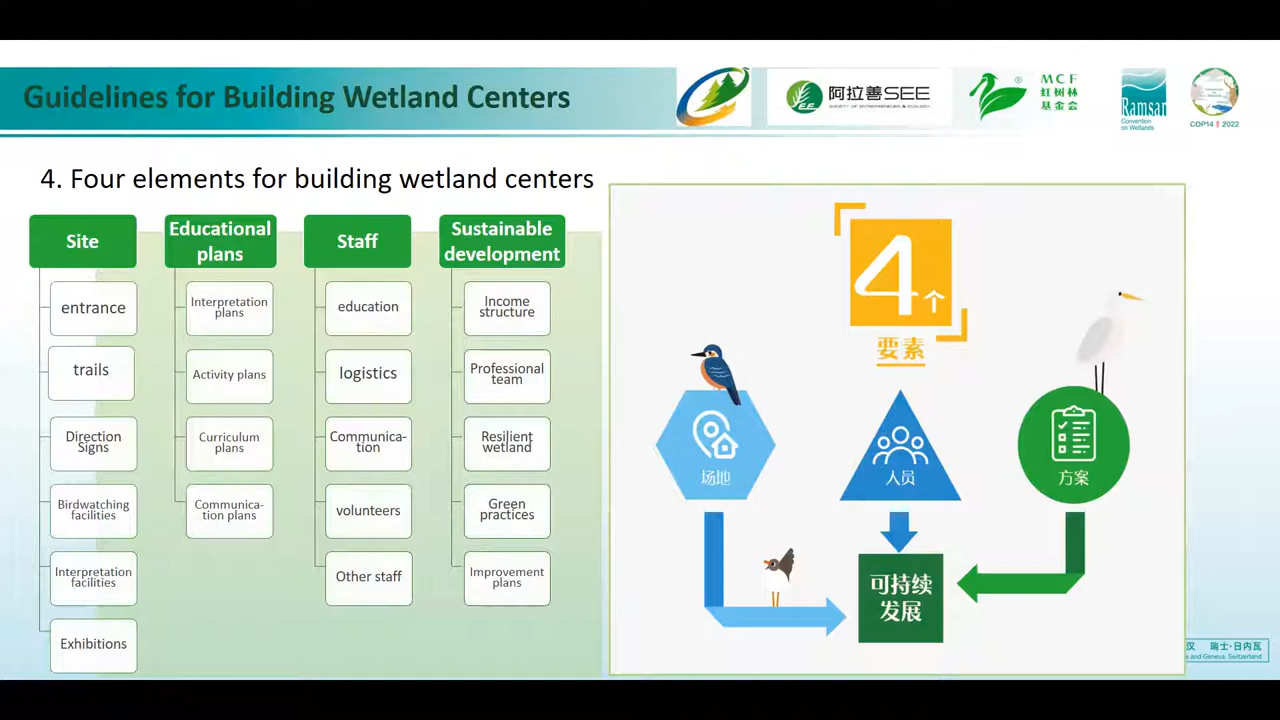 Guidelines for Building Wetland Centers
阿拉善SEE
SOCIETY OF ENTREPRENEURS & ECOLOGY
MCF
红树林
基金会
Ramsar
Convention
on Wetlands
COP14
2022
4. Four elements for building wetland centers
Site
entrance
trails
Direction
Signs
Birdwatching
facilities
Interpretation
facilities
Exhibitions
Educational
plans
Interpretation
plans
Activity plans
Curriculum
plans
Communica-
tion plans
Staff
education
logistics
Communica-
tion
volunteers
Other staff
Sustainable
development
Income
structure
Professional
team
Resilient
wetland
Green
practices
Improvement
plans
4个
要素
场地
人员
方案
可持续
发展
汉 瑞士·日内瓦
and Geneva, Switzerland